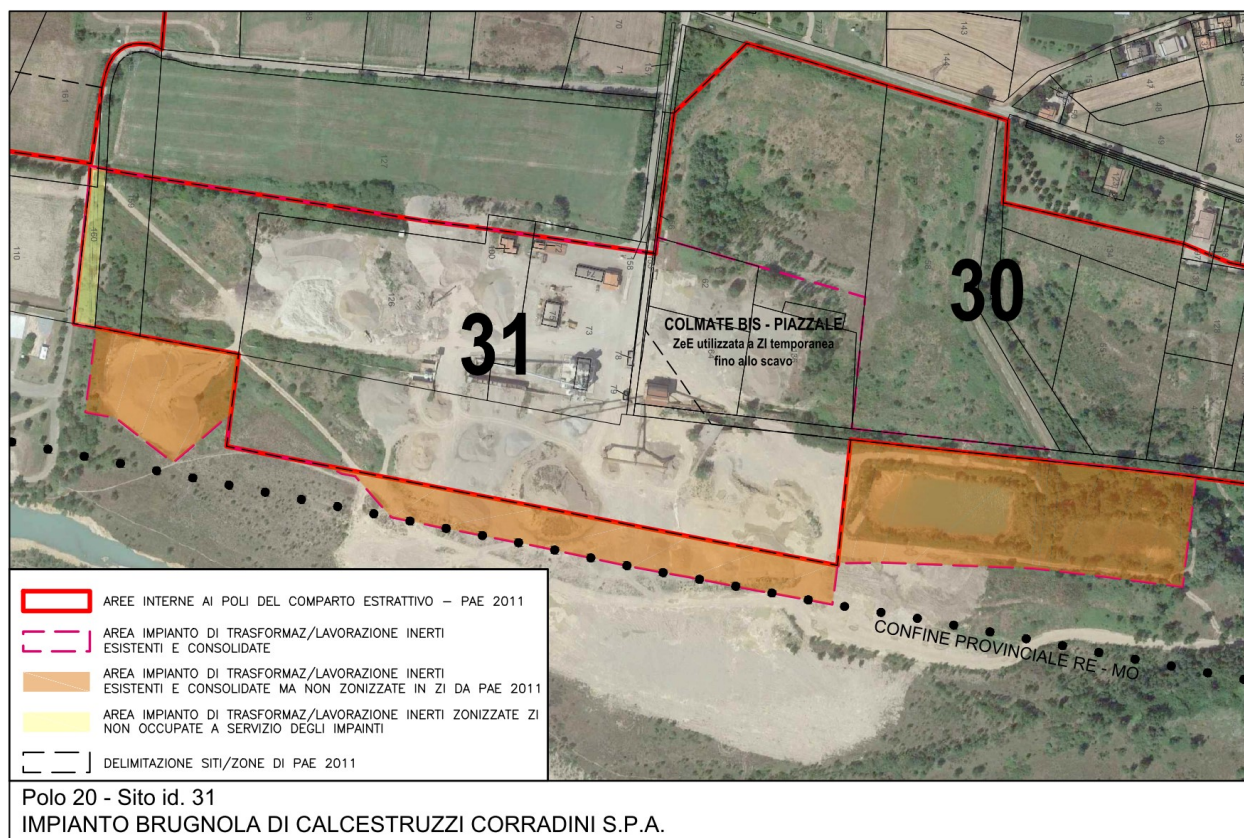 31
30
COLMATE BIS - PIAZZALE
ZeE utilizzata a ZI temporanea
fino allo scavo
CONFINE PROVINCIALE RE - MO
AREE INTERNE AI POLI DEL COMPARTO ESTRATTIVO – PAE 2011
AREA IMPIANTO DI TRASFORMAZ/LAVORAZIONE INERTI
ESISTENTI E CONSOLIDATE
AREA IMPIANTO DI TRASFORMAZ/LAVORAZIONE INERTI
ESISTENTI E CONSOLIDATE MA NON ZONIZZATE IN ZI DA PAE 2011
AREA IMPIANTO DI TRASFORMAZ/LAVORAZIONE INERTI ZONIZZATE ZI
NON OCCUPATE A SERVIZIO DEGLI IMPAINTI
DELIMITAZIONE SITI/ZONE DI PAE 2011
Polo 20 - Sito id. 31
IMPIANTO BRUGNOLA DI CALCESTRUZZI CORRADINI S.P.A.